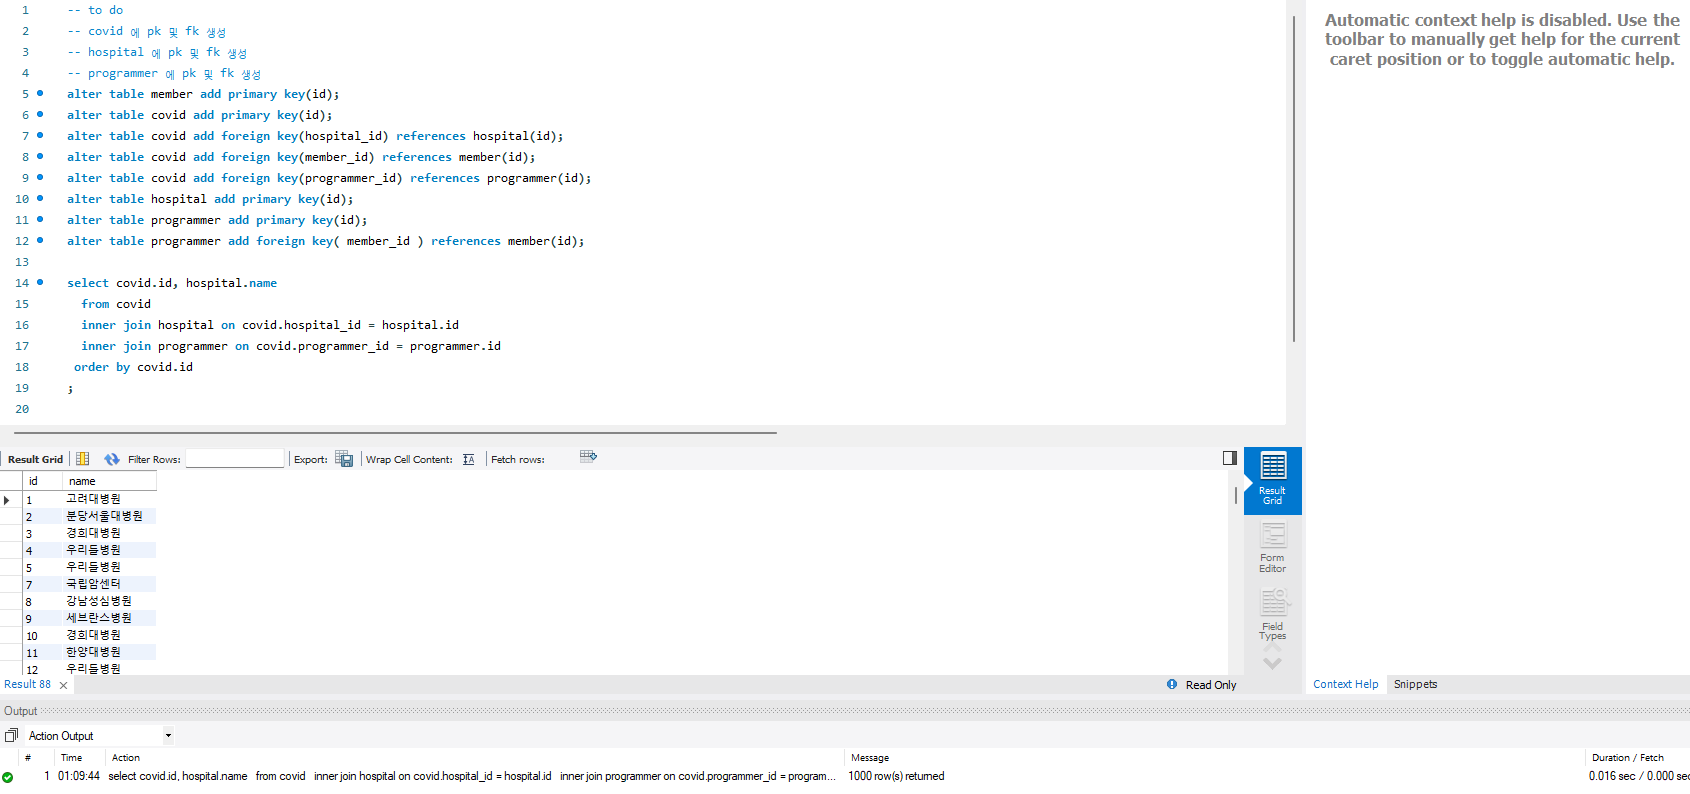 1 -- to do
2 -- covid 에 pk 및 fk 생성
3 -- hospital 에 pk 및 fk 생성
4 -- programmer 에 pk 및 fk 생성
5 alter table member add primary key(id);
6 alter table covid add primary key(id);
7 alter table covid add foreign key(hospital_id) references hospital(id);
8 alter table covid add foreign key(member_id) references member(id);
9 alter table covid add foreign key(programmer_id) references programmer(id);
10 alter table hospital add primary key(id);
11 alter table programmer add primary key(id);
12 alter table programmer add foreign key( member_id ) references member(id);
13
14 select covid.id, hospital.name
15 from covid
16 inner join hospital on covid.hospital_id = hospital.id
17 inner join programmer on covid.programmer_id = programmer.id
18 order by covid.id
19 ;
20
Automatic context help is disabled. Use the
toolbar to manually get help for the current
caret position or to toggle automatic help.
Result Grid Filter Rows: Export: Wrap Cell Content: Fetch rows:
id name
1 고려대병원
2 분당서울대병원
3 경희대병원
4 우리들병원
5 우리들병원
7 국립암센터
8 강남성심병원
9 세브란스병원
10 경희대병원
11 한양대병원
12 우리들병원
Result
Grid
Form
Editor
Field
Types
Result 88 Read Only Context Help Snippets
Output
Action Output
# Time Action Message Duration / Fetch
1 01:09:44 select covid.id, hospital.name from covid inner join hospital on covid.hospital_id = hospital.id inner join programmer on covid.programmer_id = program... 1000 row(s) returned 0.016 sec / 0.000 sec